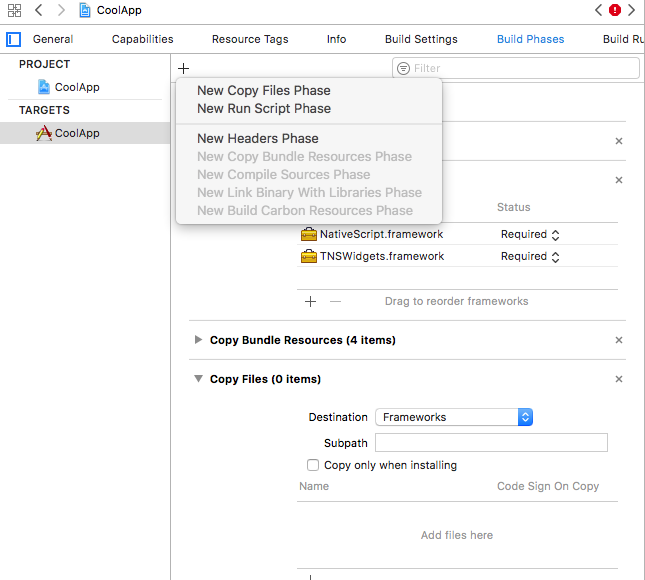 CoolApp
General Capabilities Resource Tags Info Build Settings Build Phases Build Ru
PROJECT
CoolApp
TARGETS
CoolApp
Filter
New Copy Files Phase
New Run Script Phase
New Headers Phase
New Copy Bundle Resources Phase
New Compile Sources Phase
New Link Binary With Libraries Phase
New Build Carbon Resources Phase
Status
NativeScript.framework Required
TNSWidgets.framework Required
Drag to reorder frameworks
Copy Bundle Resources (4 items)
Copy Files (0 items)
Destination Frameworks
Subpath
Copy only when installing
Name Code Sign On Copy
Add files here